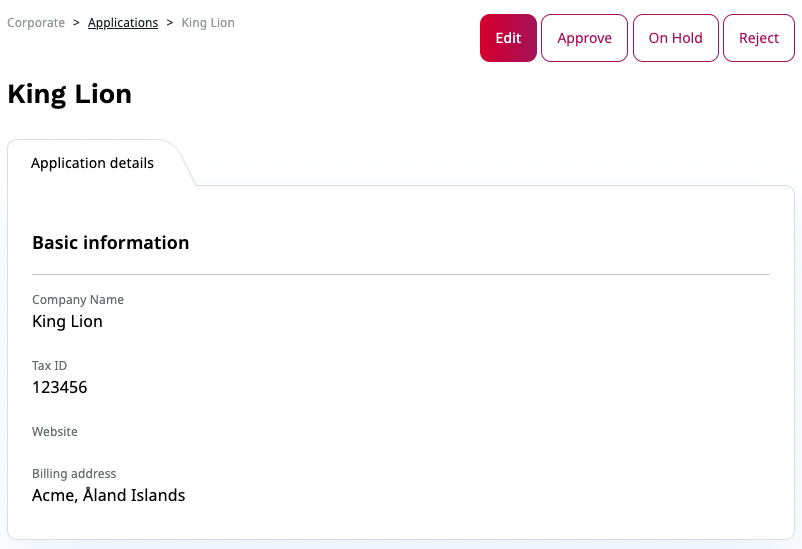 Corporate > Applications > King Lion
Edit Approve On Hold Reject
King Lion
Application details
Basic information
Company Name
King Lion
Tax ID
123456
Website
Billing address
Acme, Åland Islands